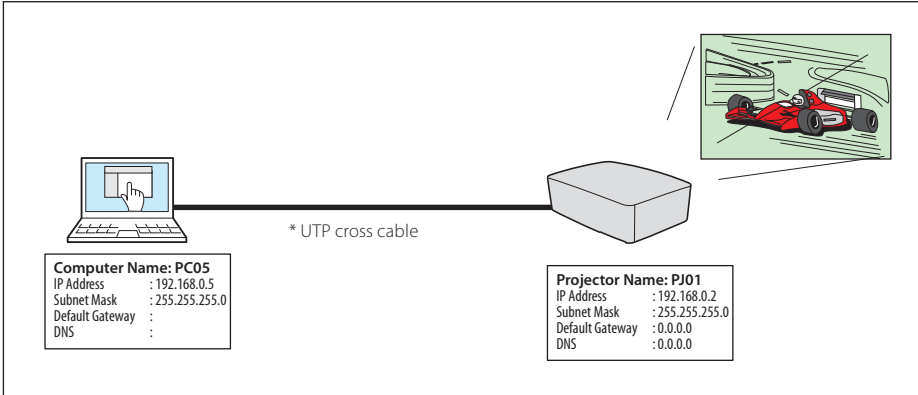 * UTP cross cable
Computer Name: PC05
IP Address : 192.168.0.5
Subnet Mask : 255.255.255.0
Default Gateway :
DNS :
Projector Name: PJ01
IP Address : 192.168.0.2
Subnet Mask : 255.255.255.0
Default Gateway : 0.0.0.0
DNS : 0.0.0.0